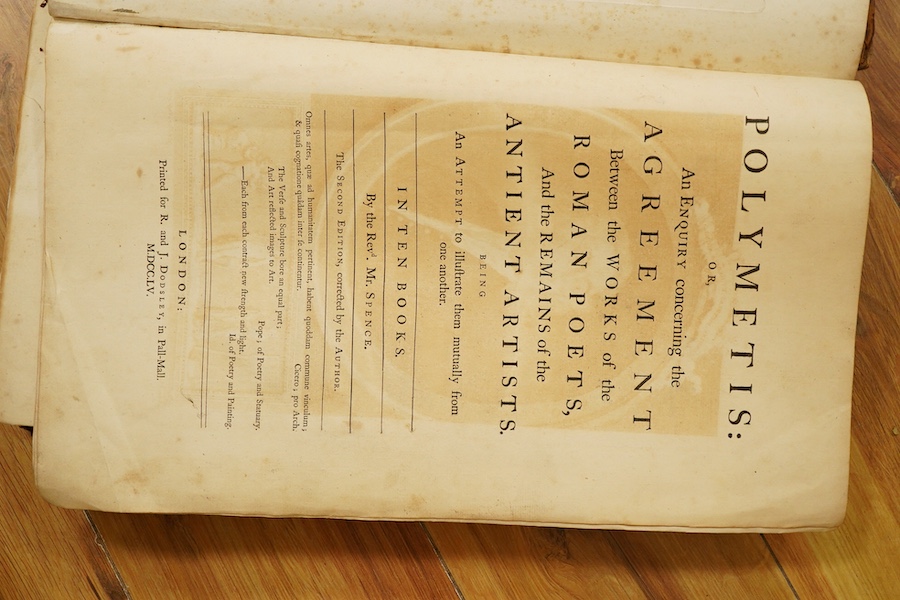 POLYMETIS:
OR,
An ENQUIRY concerning the
AGREEMENT
Between the WORKS of the
ROMAN POETS,
And the REMAINS of the
ANTIENT ARTISTS.
BEING
An ATTEMPT to illuſtrate them mutually from
one another.
IN TEN BOOKS.
By the Revd. Mr. SPENCE.
The SECOND EDITION, corrected by the AUTHOR.
Omnes artes, quæ ad humanitatem pertinent, habent quoddam commune vinculum;
& quaſi cognatione quâdam inter ſe continentur.
Cicero; pro Arch.
The Verſe and Sculpture bore an equal part;
And Art reflected images to Art.
Pope; of Poetry and Statuary.
—Each from each contract new ſtrength and light.
Id. of Poetry and Painting.
LONDON:
Printed for R. and J. DODSLEY, in Pall-Mall.
M.DCC.LV.